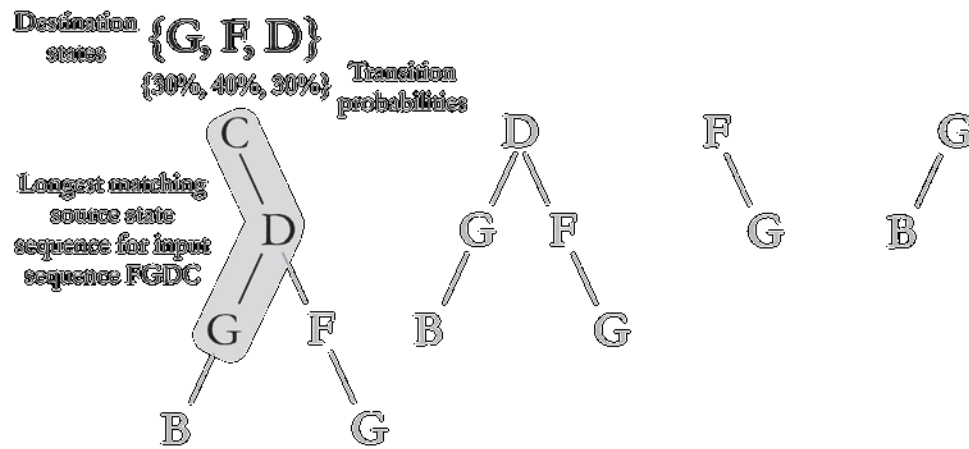 Destination
states
{G, F, D}
{30%, 40%, 30%}
Transition
probabilities
C
D
F
G
Longest matching
source state
sequence for input
sequence FGDC
D
G
F
G
B
G
F
B
G
B
G